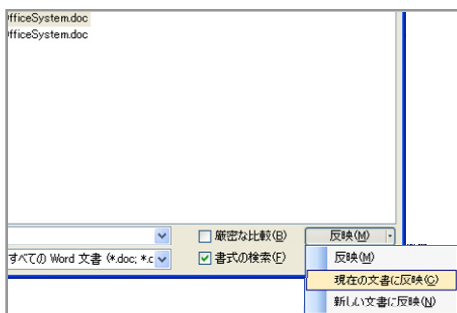 fficeSystem.doc
fficeSystem.doc
厳密な比較(B)
反映(M)
すべての Word 文書 (*.doc; *.c
書式の検索(F)
反映(M)
現在の文書に反映(C)
新しい文書に反映(N)